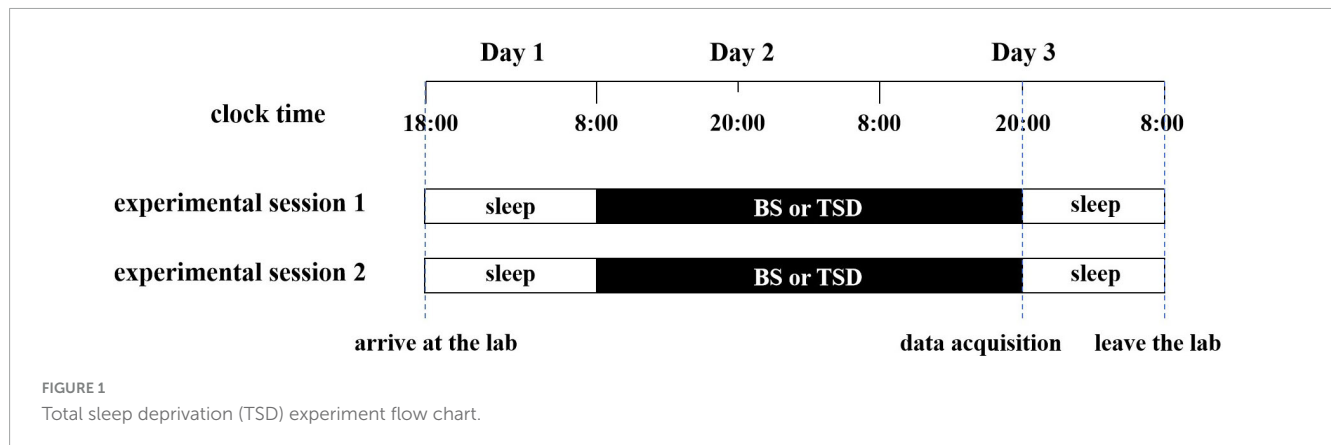 Day 1 Day 2 Day 3
clock time
18:00 8:00 20:00 8:00 20:00 8:00
experimental session 1 sleep BS or TSD sleep
experimental session 2 sleep BS or TSD sleep
arrive at the lab data acquisition leave the lab
FIGURE 1
Total sleep deprivation (TSD) experiment flow chart.